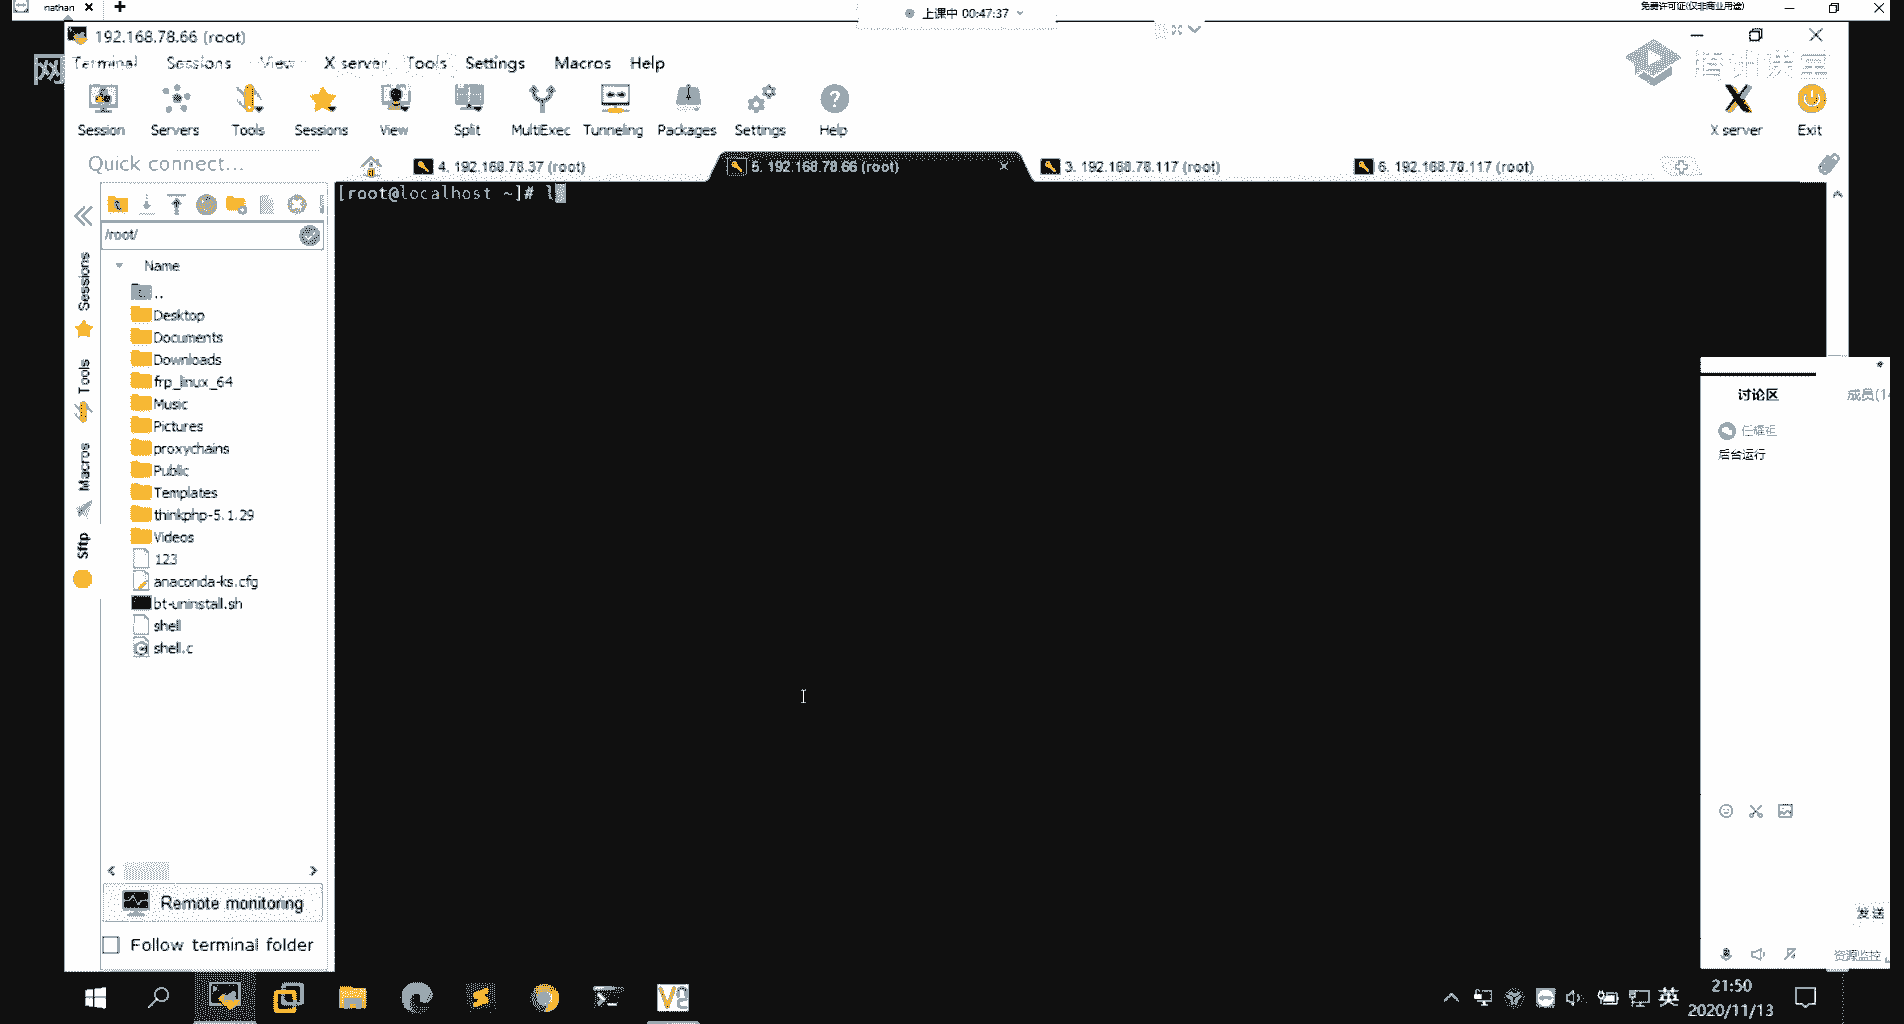 nathan
上课中 00:47:37
免费许可证(仅非商业用途)
192.168.78.66 (root)
网
Terminal Sessions View X server Tools Settings Macros Help
腾讯课堂
Session Servers Tools Sessions View Split MultiExec Tunneling Packages Settings Help
X server Exit
Quick connect...
4. 192.168.78.37 (root)
5. 192.168.78.66 (root)
3. 192.168.78.117 (root)
6. 192.168.78.117 (root)
[root@localhost ~]# l
/root/
Name
..
Desktop
Documents
Downloads
frp_linux_64
Music
Pictures
proxychains
Public
Templates
thinkphp-5.1.29
Videos
123
anaconda-ks.cfg
bt-uninstall.sh
shell
shell.c
Sessions
Tools
Macros
Sftp
Remote monitoring
Follow terminal folder
讨论区
成员(14
后台运行
发送
资源监控
英
21:50
2020/11/13